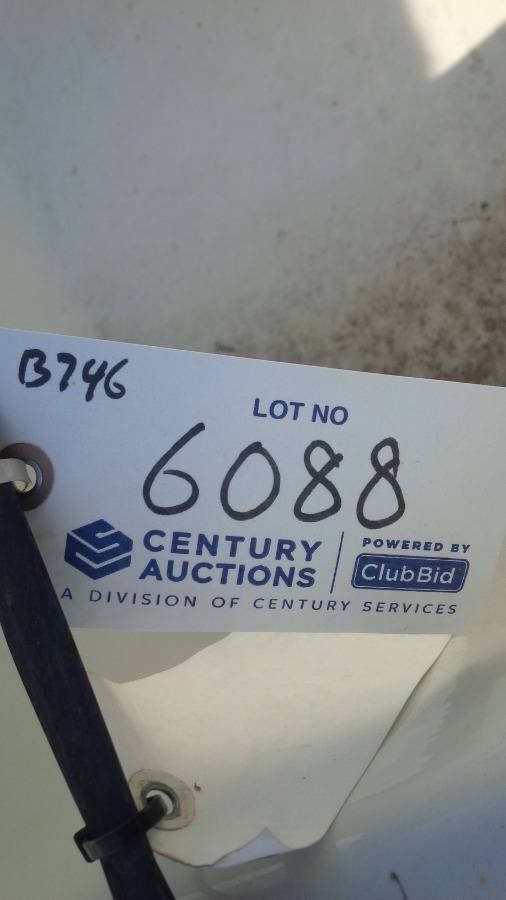 B746
LOT NO
6088
CENTURY
AUCTIONS
POWERED BY
ClubBid
A DIVISION OF CENTURY SERVICES